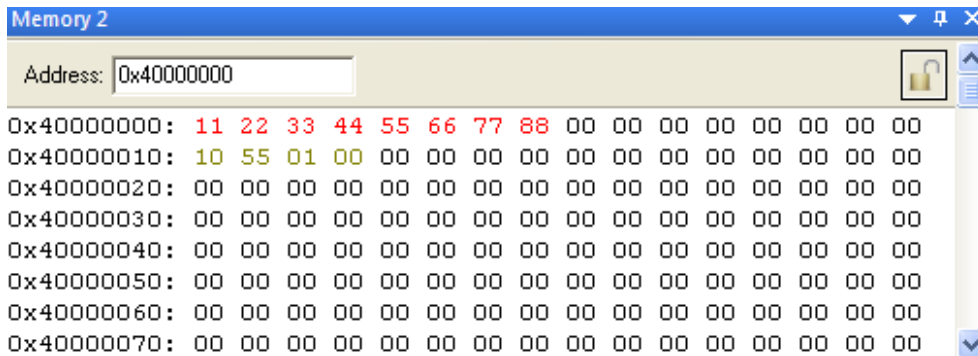 Memory 2
Address: 0x40000000
0x40000000: 11 22 33 44 55 66 77 88 00 00 00 00 00 00 00 00
0x40000010: 10 55 01 00 00 00 00 00 00 00 00 00 00 00 00 00
0x40000020: 00 00 00 00 00 00 00 00 00 00 00 00 00 00 00 00
0x40000030: 00 00 00 00 00 00 00 00 00 00 00 00 00 00 00 00
0x40000040: 00 00 00 00 00 00 00 00 00 00 00 00 00 00 00 00
0x40000050: 00 00 00 00 00 00 00 00 00 00 00 00 00 00 00 00
0x40000060: 00 00 00 00 00 00 00 00 00 00 00 00 00 00 00 00
0x40000070: 00 00 00 00 00 00 00 00 00 00 00 00 00 00 00 00